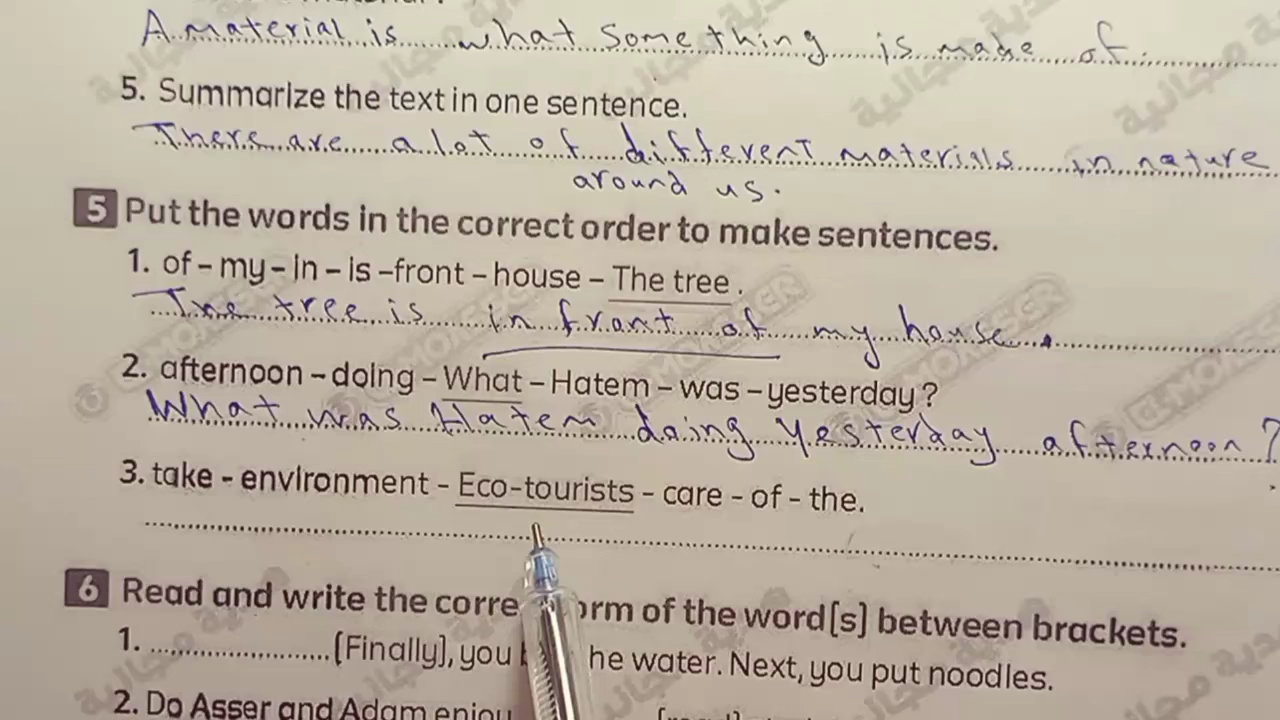 A material is what something is made of
5. Summarize the text in one sentence.
There are a lot of different materials in nature
around us.
5 Put the words in the correct order to make sentences.
1. of – my – in – is –front – house – The tree .
The tree is in front of my house .
2. afternoon – doing – What – Hatem – was – yesterday ?
What was Hatem doing yesterday afternoon ?
3. take - environment - Eco-tourists - care - of - the.
6 Read and write the corre orm of the word(s) between brackets.
1. ........................ (Finally), you he water. Next, you put noodles.
2. Do Asser and Adam enjoy